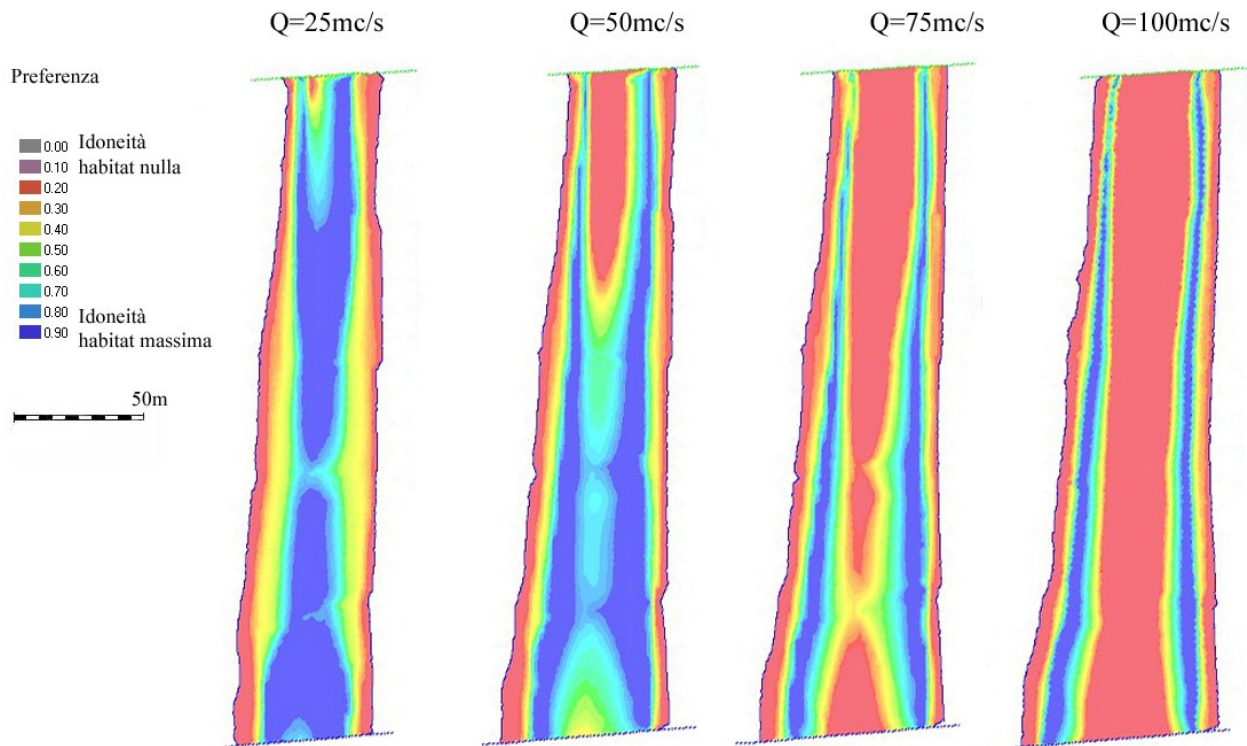 Q=25mc/s
Q=50mc/s
Q=75mc/s
Q=100mc/s
Preferenza
0.00
0.10
0.20
0.30
0.40
0.50
0.60
0.70
0.80
0.90
Idoneità
habitat nulla
Idoneità
habitat massima
50m